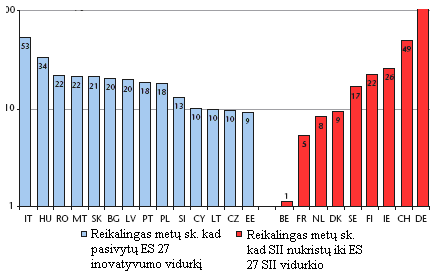 00
53 34 22 22 21 20 20 18 18 13 10 10 10 9 1 5 8 9 17 22 26 49
10
1
IT HU RO MT SK BG LV PT PL SI CY LT CZ EE BE FR NL DK SE FI IE CH DE
Reikalingas metų sk. kad
pasivytų ES 27
inovatyvumo vidurkį
Reikalingas metų sk.
kad SII nukristų iki ES
27 SII vidurkio